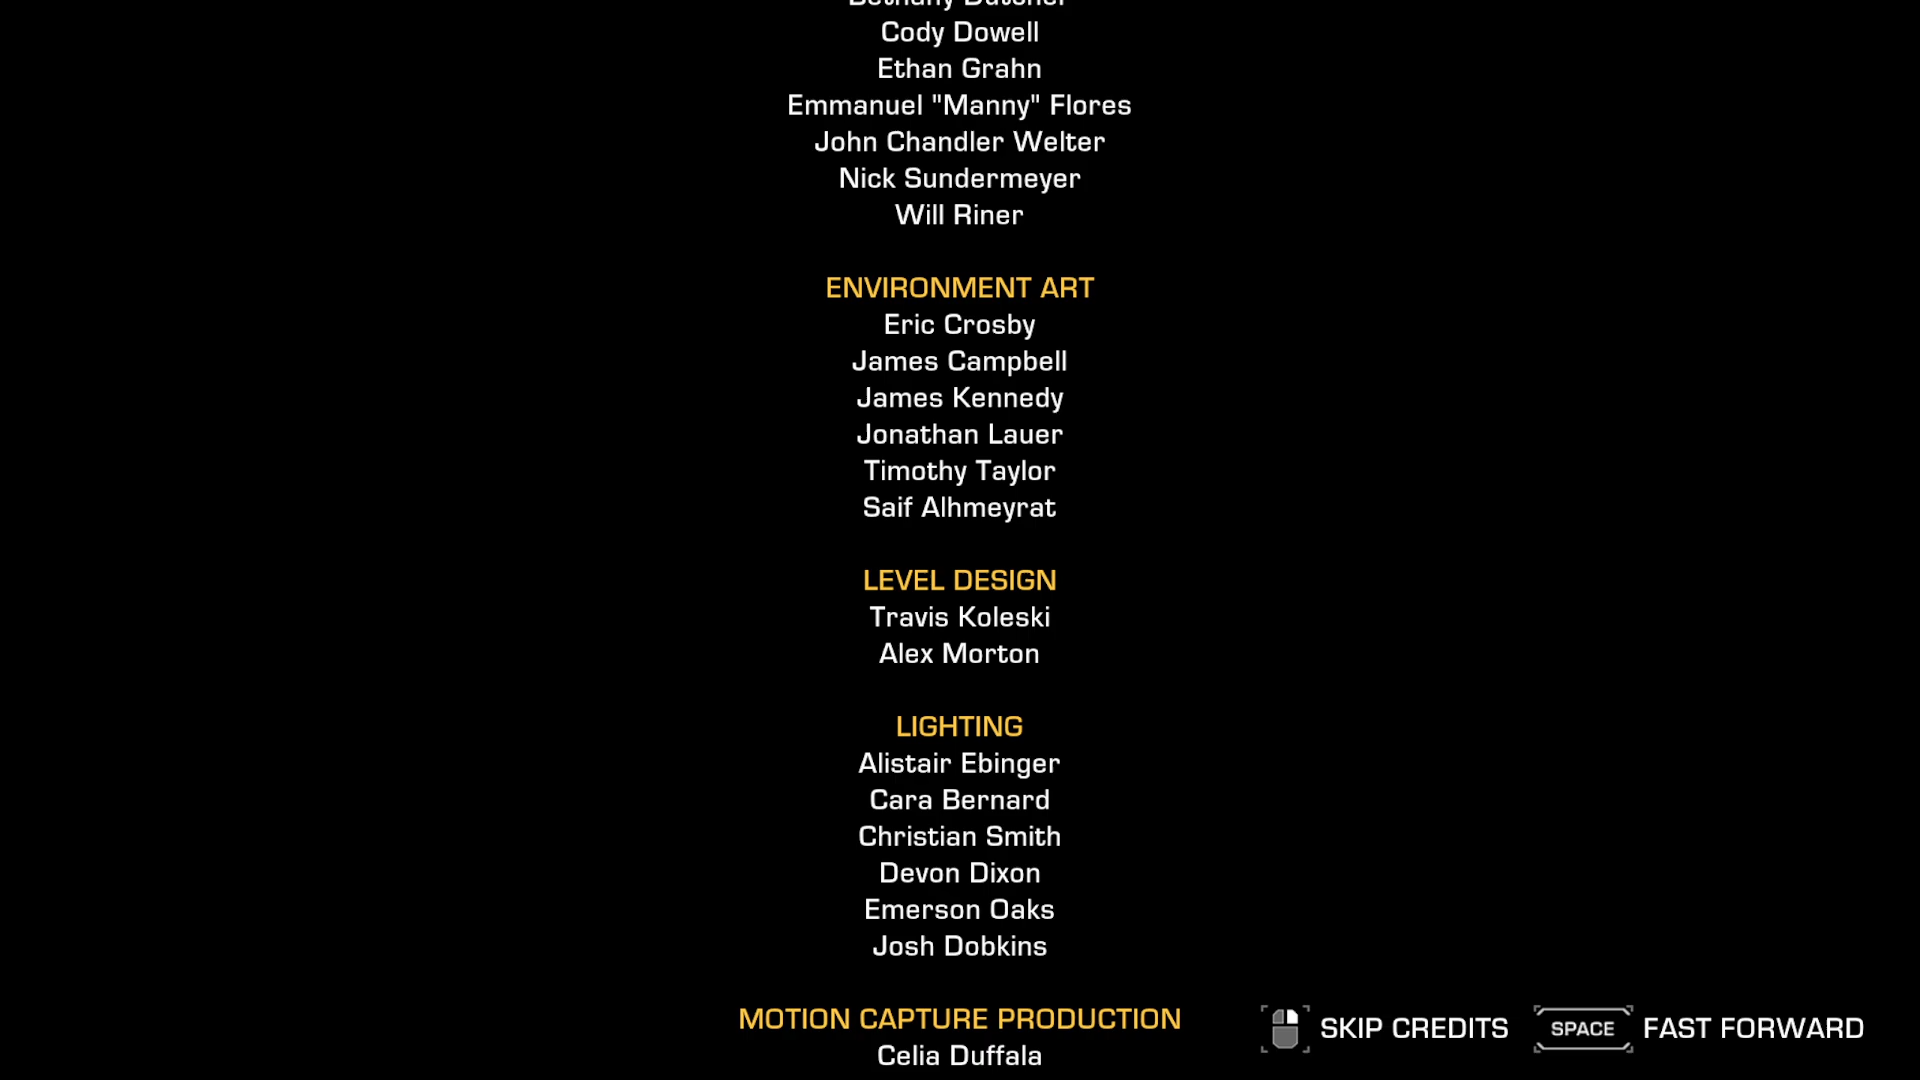 Cody Dowell
Ethan Grahn
Emmanuel "Manny" Flores
John Chandler Welter
Nick Sundermeyer
Will Riner
ENVIRONMENT ART
Eric Crosby
James Campbell
James Kennedy
Jonathan Lauer
Timothy Taylor
Saif Alhmeyrat
LEVEL DESIGN
Travis Koleski
Alex Morton
LIGHTING
Alistair Ebinger
Cara Bernard
Christian Smith
Devon Dixon
Emerson Oaks
Josh Dobkins
MOTION CAPTURE PRODUCTION
Celia Duffala
SKIP CREDITS SPACE FAST FORWARD